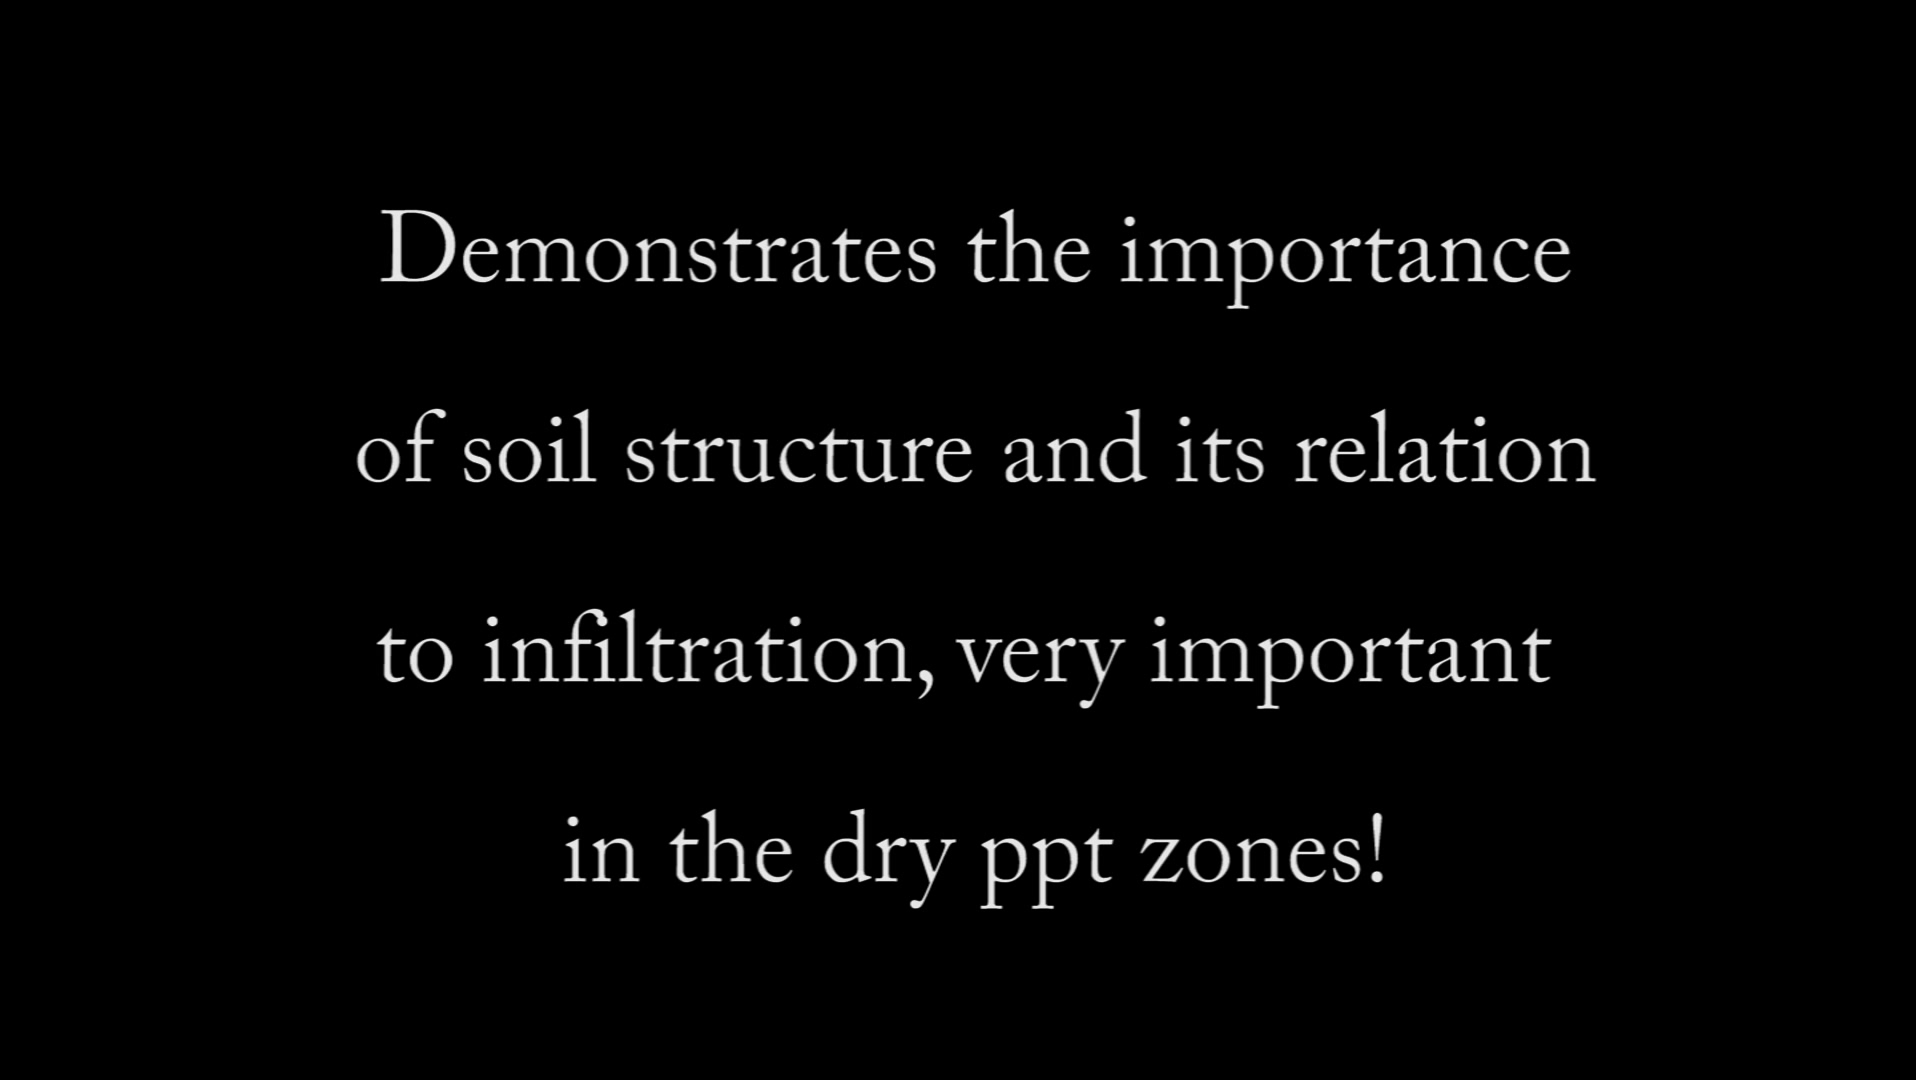 Demonstrates the importance
of soil structure and its relation
to infiltration, very important
in the dry ppt zones!